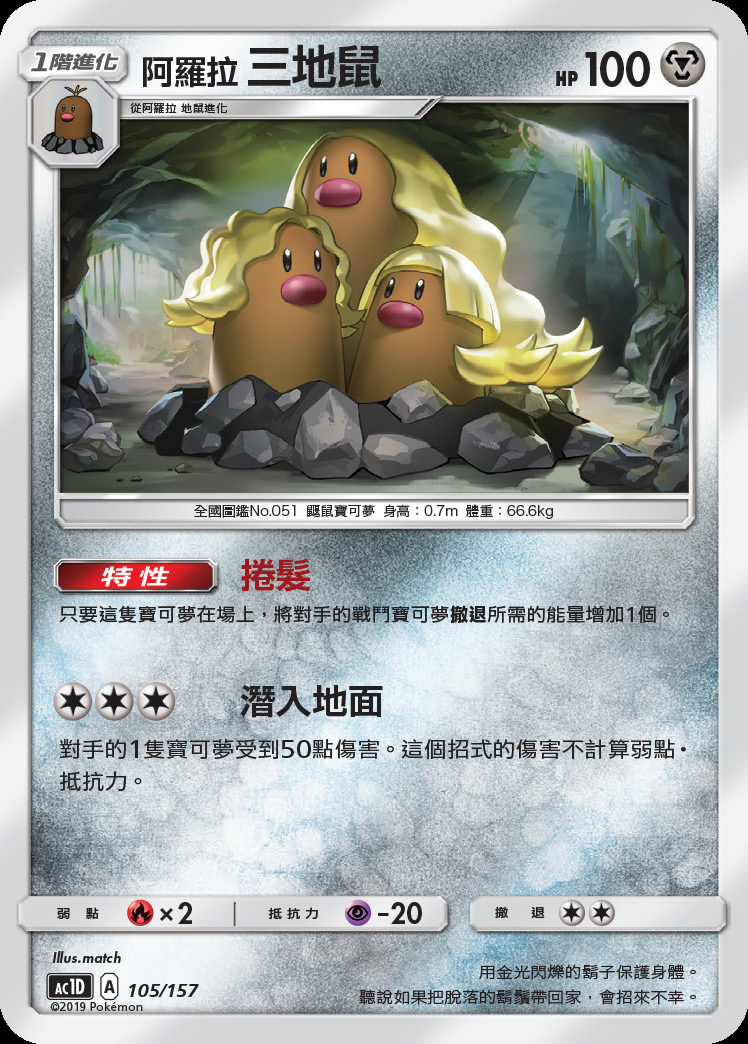 1階進化
阿羅拉 三地鼠
HP 100
從阿羅拉 地鼠進化
全國圖鑑No.051 鼴鼠寶可夢 身高：0.7m 體重：66.6kg
特性 捲髮
只要這隻寶可夢在場上，將對手的戰鬥寶可夢撤退所需的能量增加1個。
潛入地面
對手的1隻寶可夢受到50點傷害。這個招式的傷害不計算弱點・
抵抗力。
弱點 ×2 抵抗力 -20 撤退
Illus.match
用金光閃爍的鬍子保護身體。
AC1D A 105/157
聽說如果把脫落的鬍鬚帶回家，會招來不幸。
©2019 Pokémon